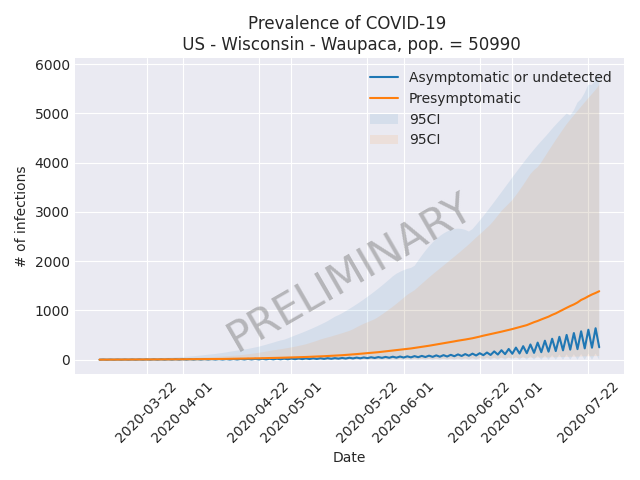 Prevalence of COVID-19
US - Wisconsin - Waupaca, pop. = 50990
6000
5000
4000
3000
2000
1000
0
# of infections
Asymptomatic or undetected
Presymptomatic
95CI
95CI
PRELIMINARY
2020-03-22
2020-04-01
2020-04-22
2020-05-01
2020-05-22
2020-06-01
2020-06-22
2020-07-01
2020-07-22
Date